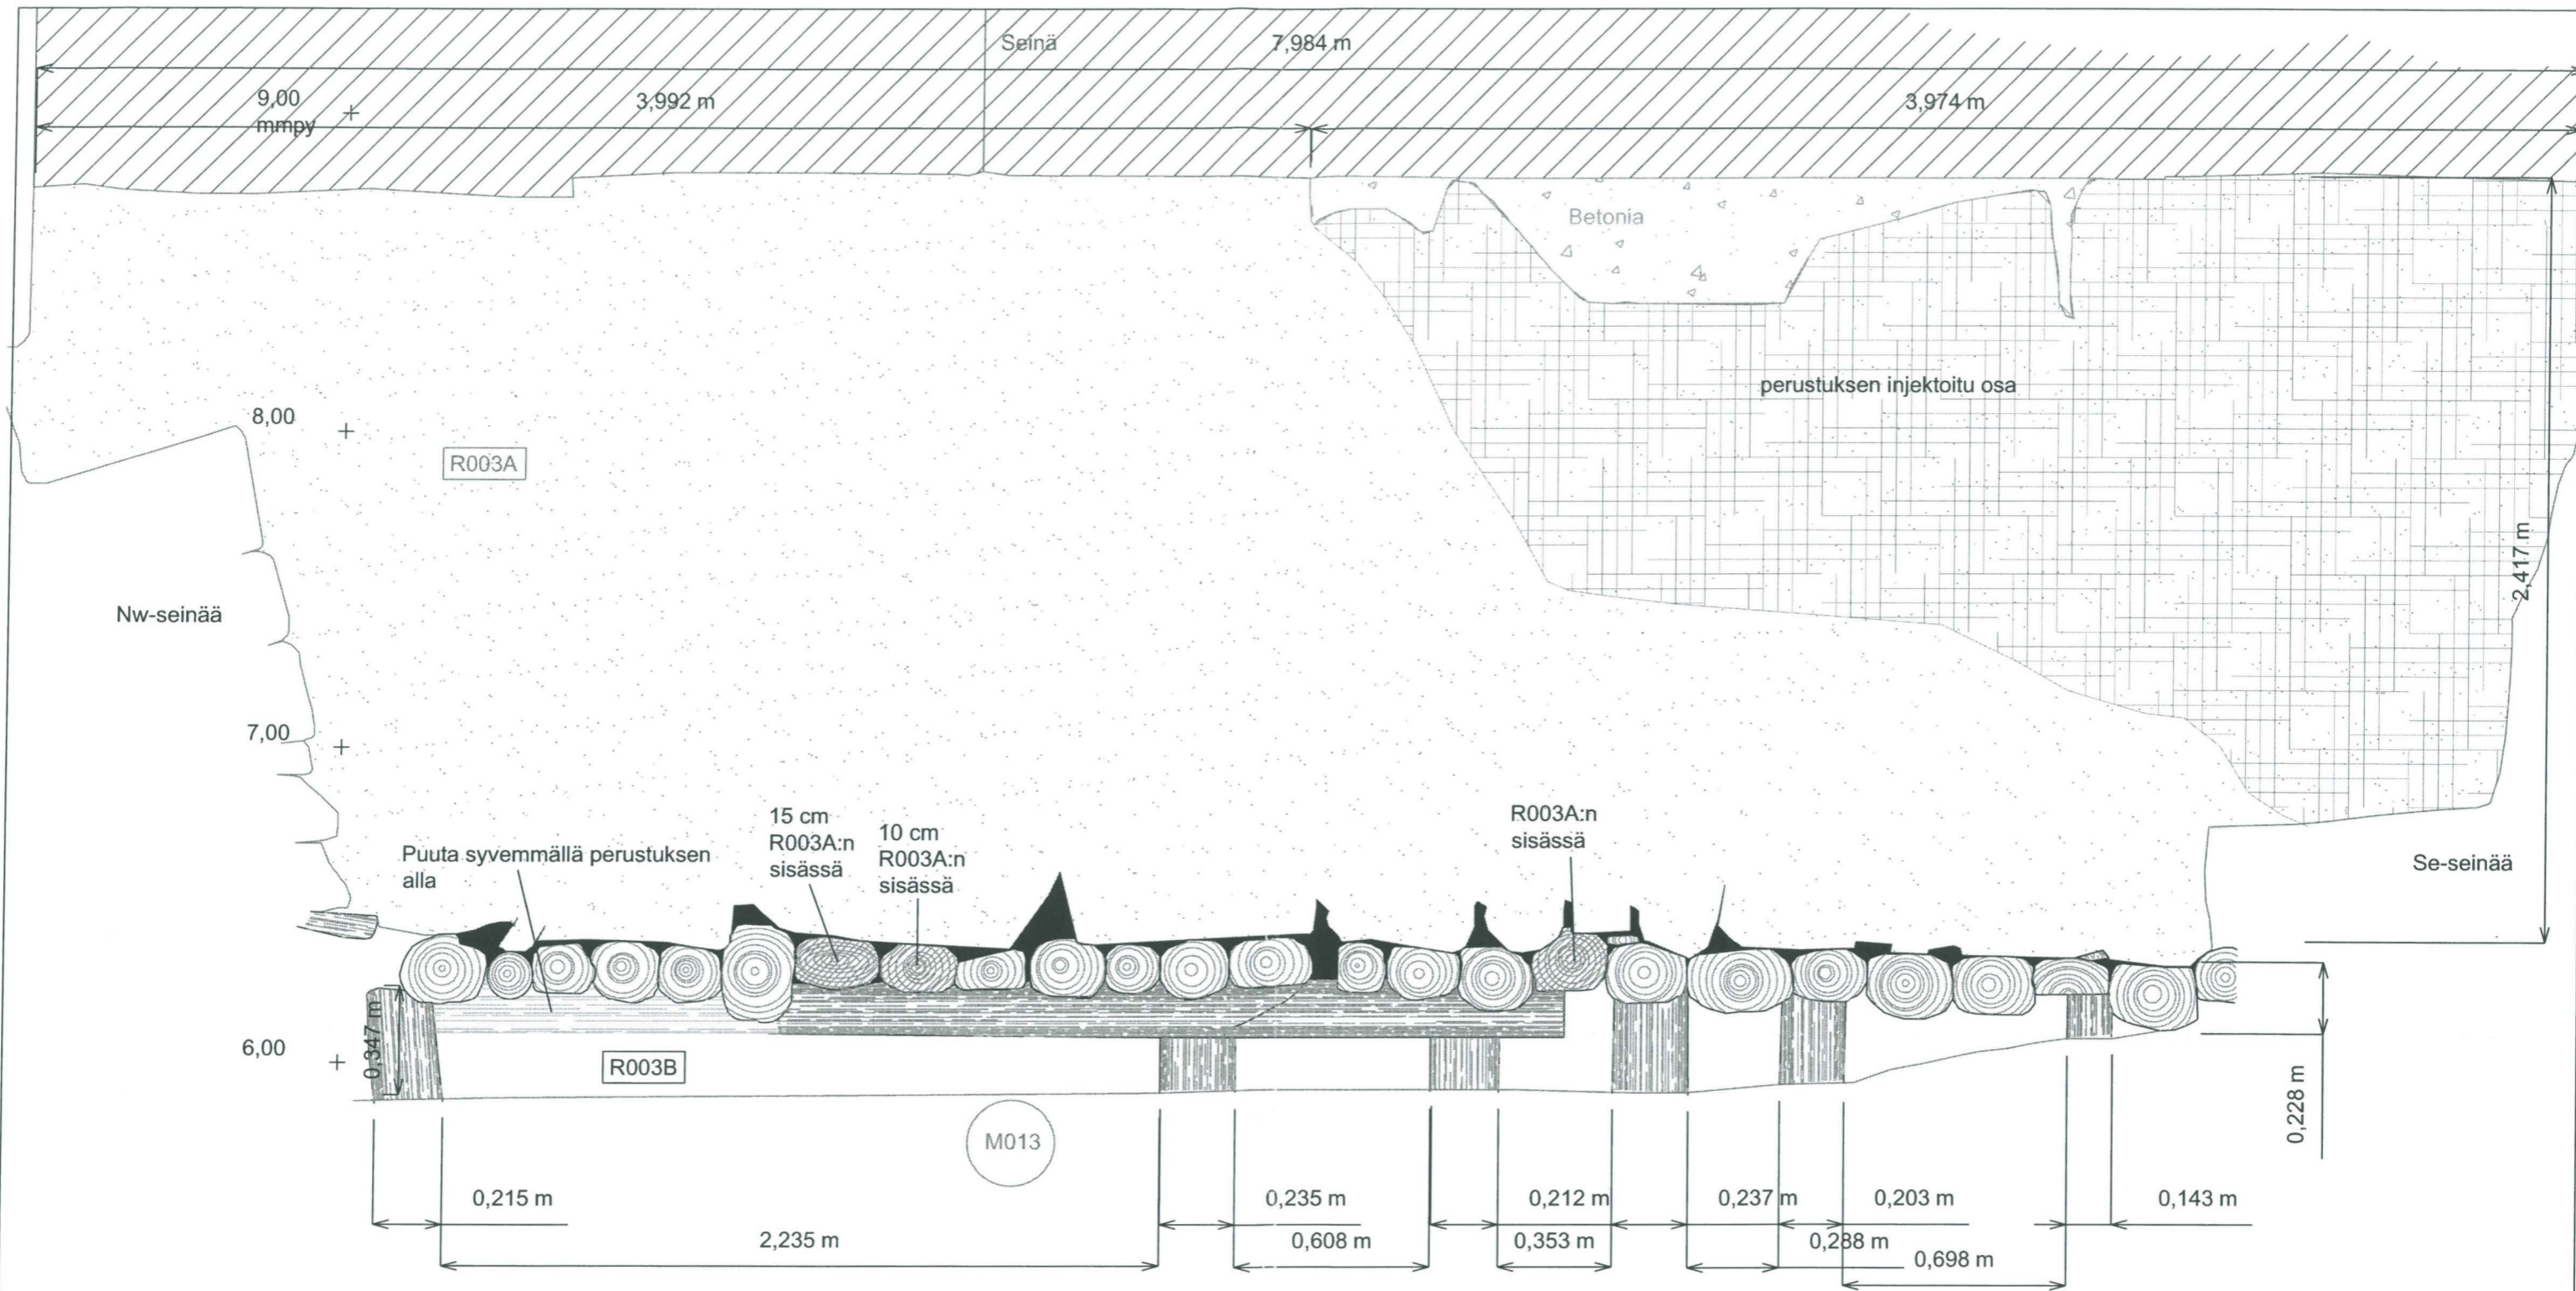 Seinä
7,984 m
9,00
mmpy
3,992 m
3,974 m
Betonia
perustuksen injektoitu osa
8,00
R003A
2,417 m
Nw-seinää
7,00
15 cm
R003A:n
sisässä
10 cm
R003A:n
sisässä
R003A:n
sisässä
Puuta syvemmällä perustuksen
alla
Se-seinää
0,347 m
6,00
R003B
0,228 m
M013
0,215 m
0,235 m
0,212 m
0,237 m
0,203 m
0,143 m
2,235 m
0,608 m
0,353 m
0,288 m
0,698 m